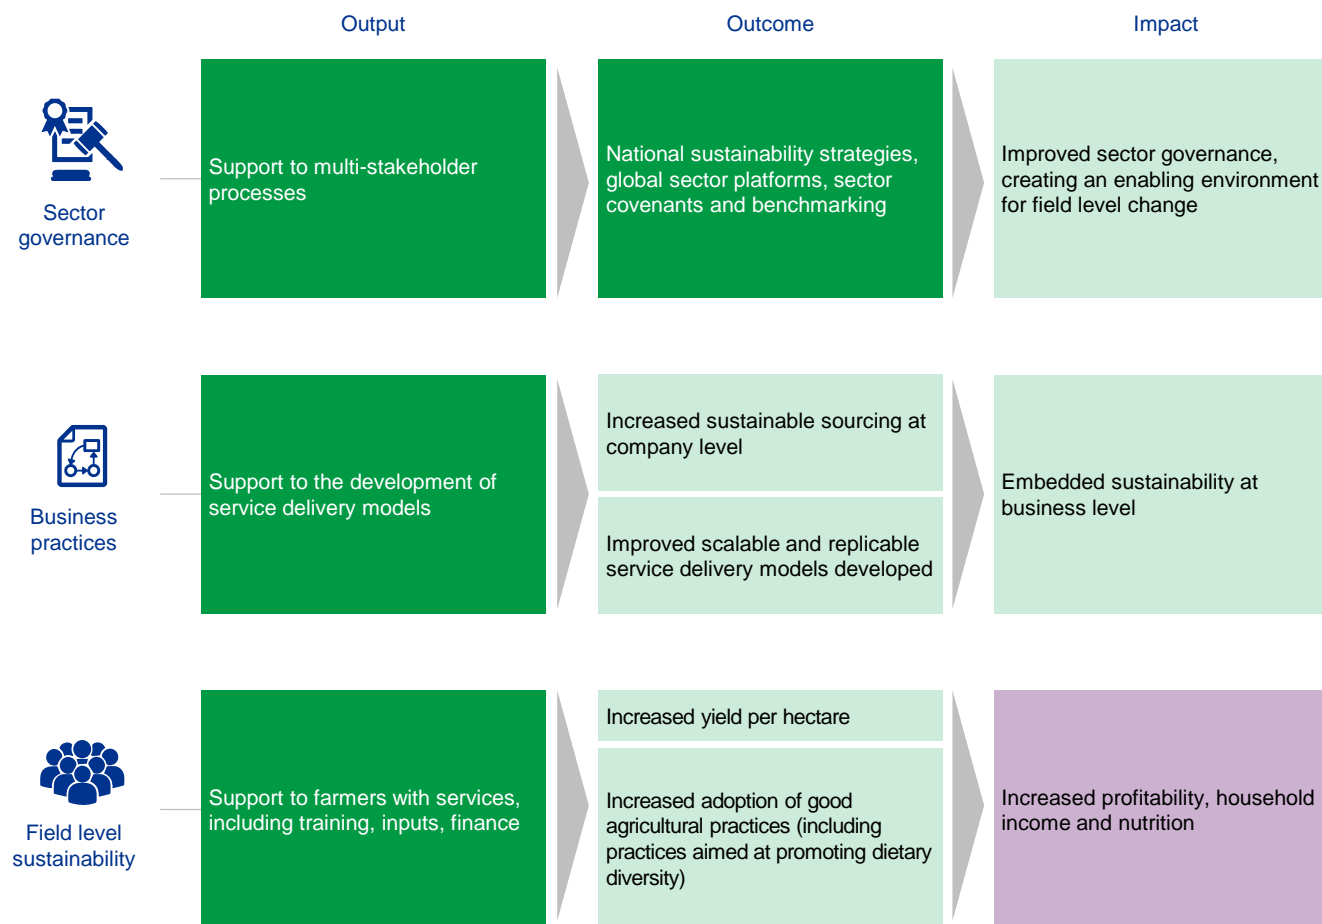 Output
Outcome
Impact
Sector
governance
Support to multi-stakeholder
processes
National sustainability strategies,
global sector platforms, sector
covenants and benchmarking
Improved sector governance,
creating an enabling environment
for field level change
Business
practices
Support to the development of
service delivery models
Increased sustainable sourcing at
company level
Improved scalable and replicable
service delivery models developed
Embedded sustainability at
business level
Field level
sustainability
Support to farmers with services,
including training, inputs, finance
Increased yield per hectare
Increased adoption of good
agricultural practices (including
practices aimed at promoting dietary
diversity)
Increased profitability, household
income and nutrition